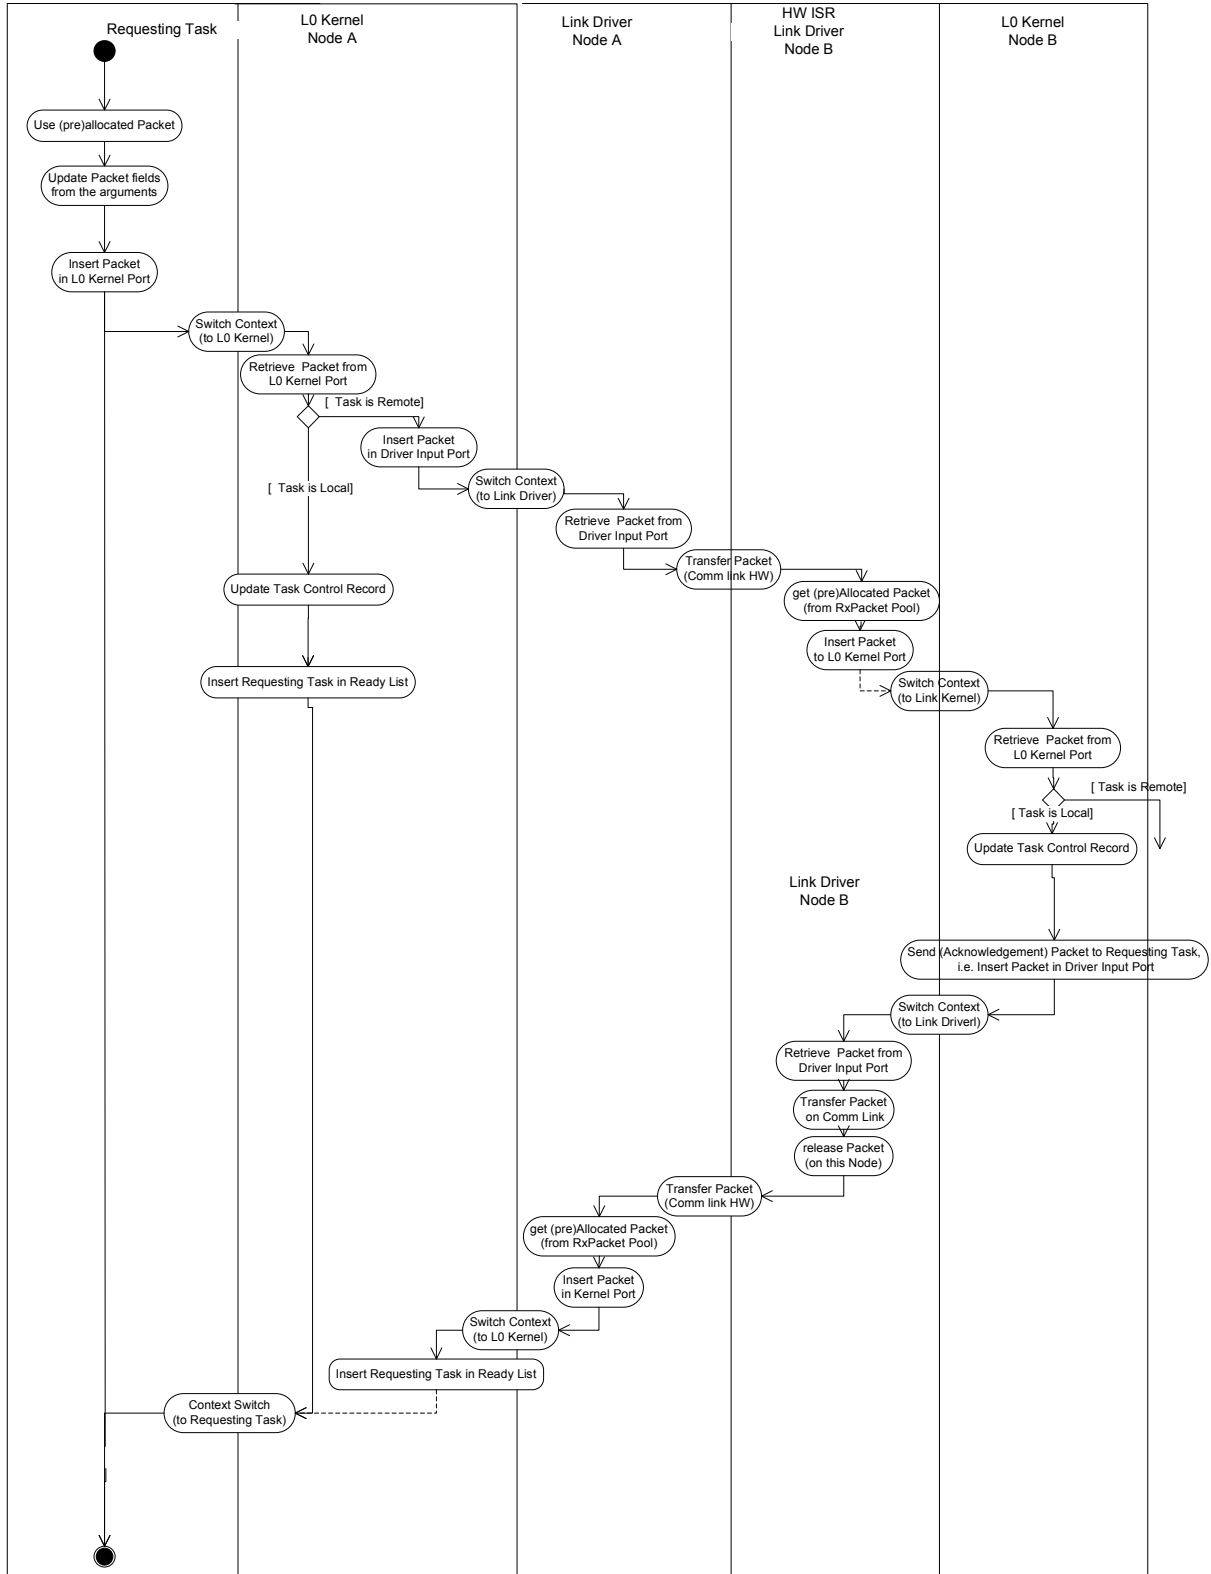 Requesting Task
L0 Kernel
Node A
Link Driver
Node A
HW ISR
Link Driver
Node B
L0 Kernel
Node B
Use (pre)allocated Packet
Update Packet fields
from the arguments
Insert Packet
in L0 Kernel Port
Switch Context
(to L0 Kernel)
Retrieve Packet from
L0 Kernel Port
[ Task is Remote]
Insert Packet
in Driver Input Port
[ Task is Local]
Switch Context
(to Link Driver)
Retrieve Packet from
Driver Input Port
Transfer Packet
(Comm link HW)
Update Task Control Record
get (pre)Allocated Packet
(from RxPacket Pool)
Insert Packet
to L0 Kernel Port
Insert Requesting Task in Ready List
Switch Context
(to Link Kernel)
Retrieve Packet from
L0 Kernel Port
[ Task is Remote]
[ Task is Local]
Update Task Control Record
Link Driver
Node B
Send (Acknowledgement) Packet to Requesting Task,
i.e. Insert Packet in Driver Input Port
Switch Context
(to Link Driverl)
Retrieve Packet from
Driver Input Port
Transfer Packet
on Comm Link
release Packet
(on this Node)
Transfer Packet
(Comm link HW)
get (pre)Allocated Packet
(from RxPacket Pool)
Insert Packet
in Kernel Port
Switch Context
(to L0 Kernel)
Insert Requesting Task in Ready List
Context Switch
(to Requesting Task)